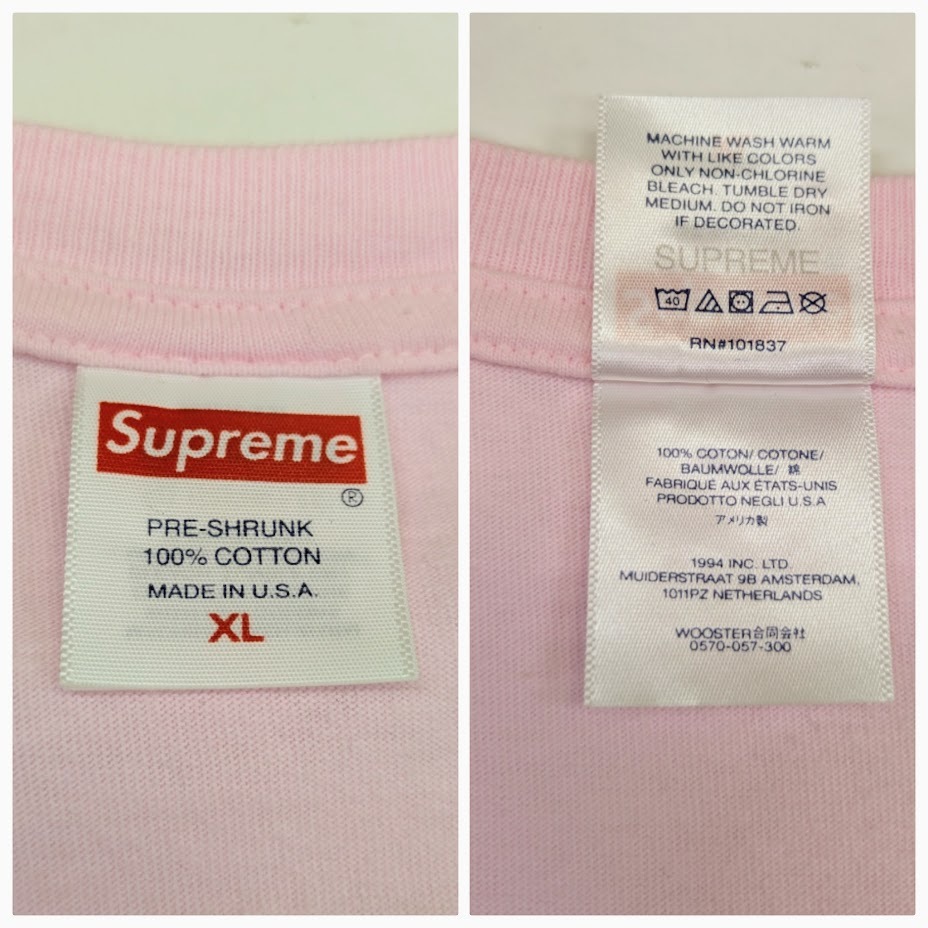 Supreme
®
PRE-SHRUNK
100% COTTON
MADE IN U.S.A.
XL
MACHINE WASH WARM
WITH LIKE COLORS
ONLY NON-CHLORINE
BLEACH. TUMBLE DRY
MEDIUM. DO NOT IRON
IF DECORATED.
SUPREME
40
RN#101837
100% COTON/ COTONE/
BAUMWOLLE/ 綿
FABRIQUÉ AUX ÉTATS-UNIS
PRODOTTO NEGLI U.S.A
アメリカ製
1994 INC. LTD.
MUIDERSTRAAT 9B AMSTERDAM,
1011PZ NETHERLANDS
WOOSTER合同会社
0570-057-300